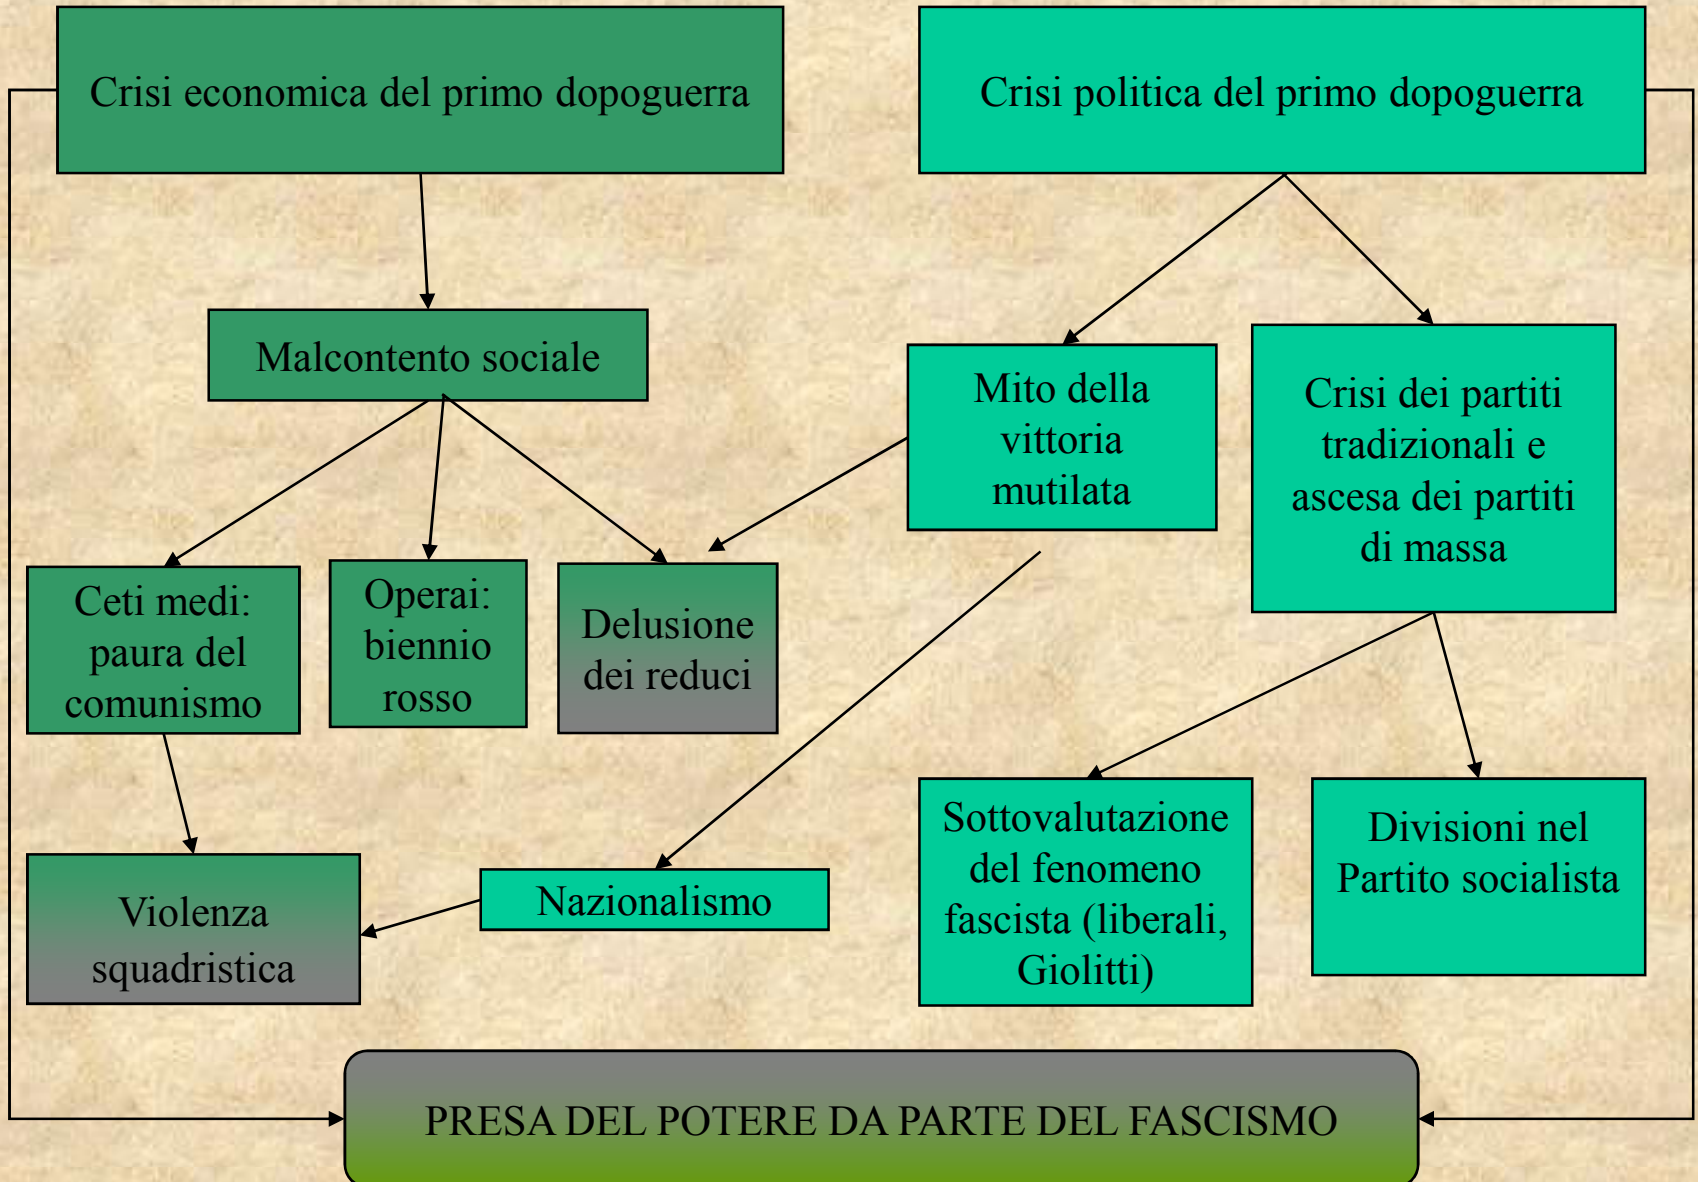 Crisi economica del primo dopoguerra
Crisi politica del primo dopoguerra
Malcontento sociale
Mito della
vittoria
mutilata
Crisi dei partiti
tradizionali e
ascesa dei partiti
di massa
Ceti medi:
paura del
comunismo
Operai:
biennio
rosso
Delusione
dei reduci
Sottovalutazione
del fenomeno
fascista (liberali,
Giolitti)
Divisioni nel
Partito socialista
Violenza
squadristica
Nazionalismo
PRESA DEL POTERE DA PARTE DEL FASCISMO